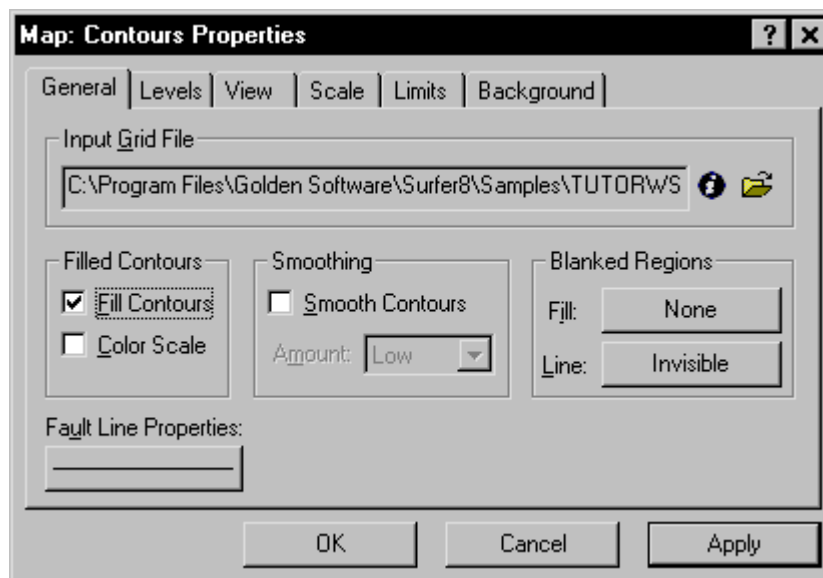 Map: Contours Properties
General Levels View Scale Limits Background
Input Grid File
C:\Program Files\Golden Software\Surfer8\Samples\TUTORWS
Filled Contours
Fill Contours
Color Scale
Smoothing
Smooth Contours
Amount: Low
Blanked Regions
Fill: None
Line: Invisible
Fault Line Properties:
OK Cancel Apply